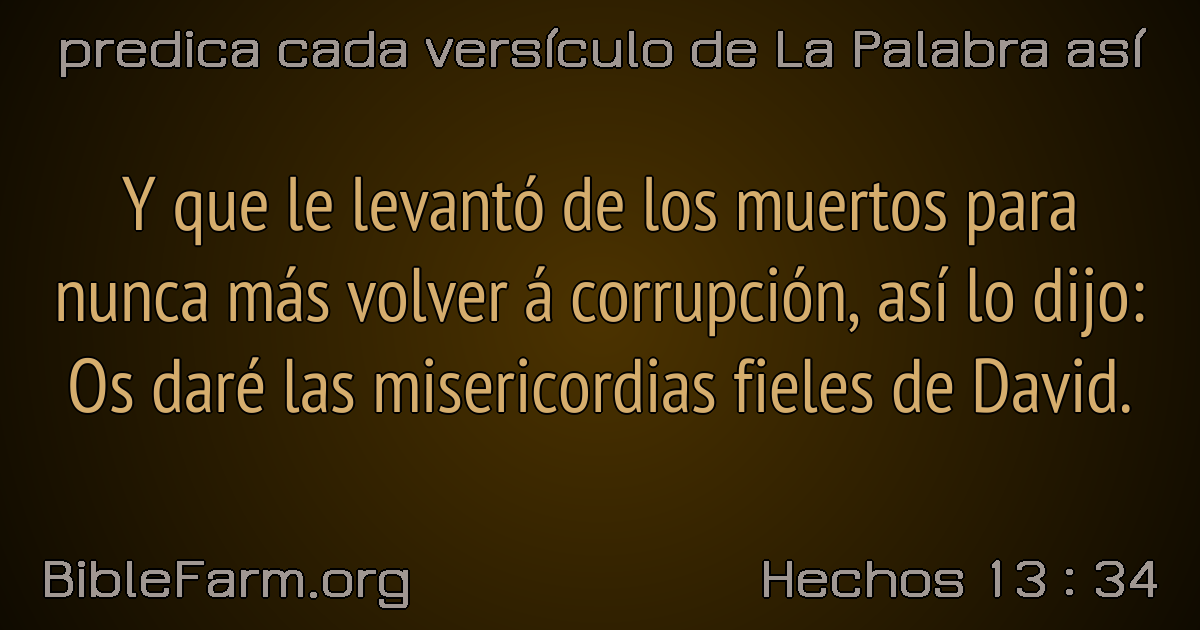 predica cada versículo de La Palabra así
Y que le levantó de los muertos para
nunca más volver á corrupción, así lo dijo:
Os daré las misericordias fieles de David.
BibleFarm.org
Hechos 13 : 34